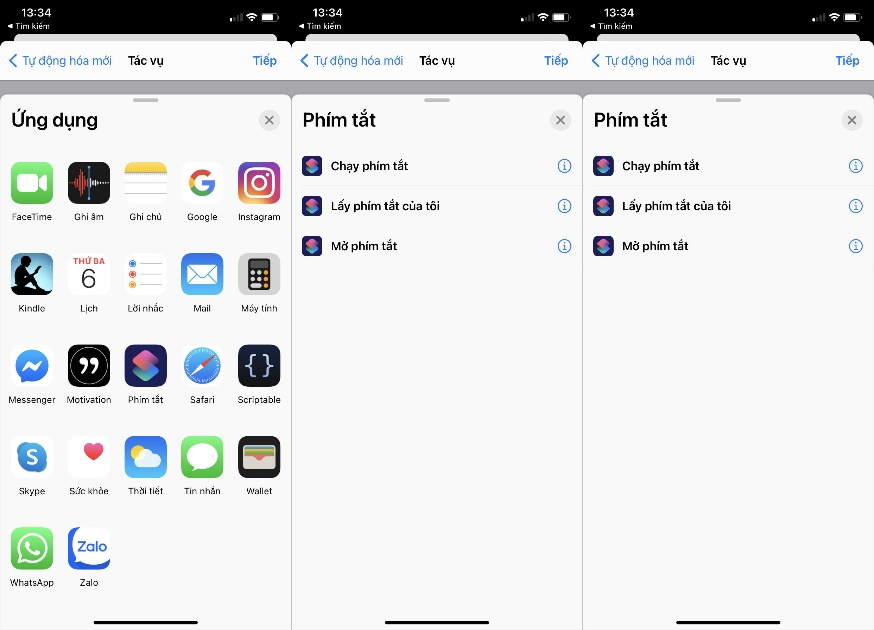 13:34
Tìm kiếm
Tự động hóa mới
Tác vụ
Tiếp
Ứng dụng
FaceTime
Ghi âm
Ghi chú
Google
Instagram
THỨ BA
6
Kindle
Lịch
Lời nhắc
Mail
Máy tính
Messenger
Motivation
Phím tắt
Safari
Scriptable
Skype
Sức khỏe
Thời tiết
Tin nhắn
Wallet
Zalo
WhatsApp
Zalo
13:34
Tìm kiếm
Tự động hóa mới
Tác vụ
Tiếp
Phím tắt
Chạy phím tắt
Lấy phím tắt của tôi
Mở phím tắt
13:34
Tìm kiếm
Tự động hóa mới
Tác vụ
Tiếp
Phím tắt
Chạy phím tắt
Lấy phím tắt của tôi
Mở phím tắt